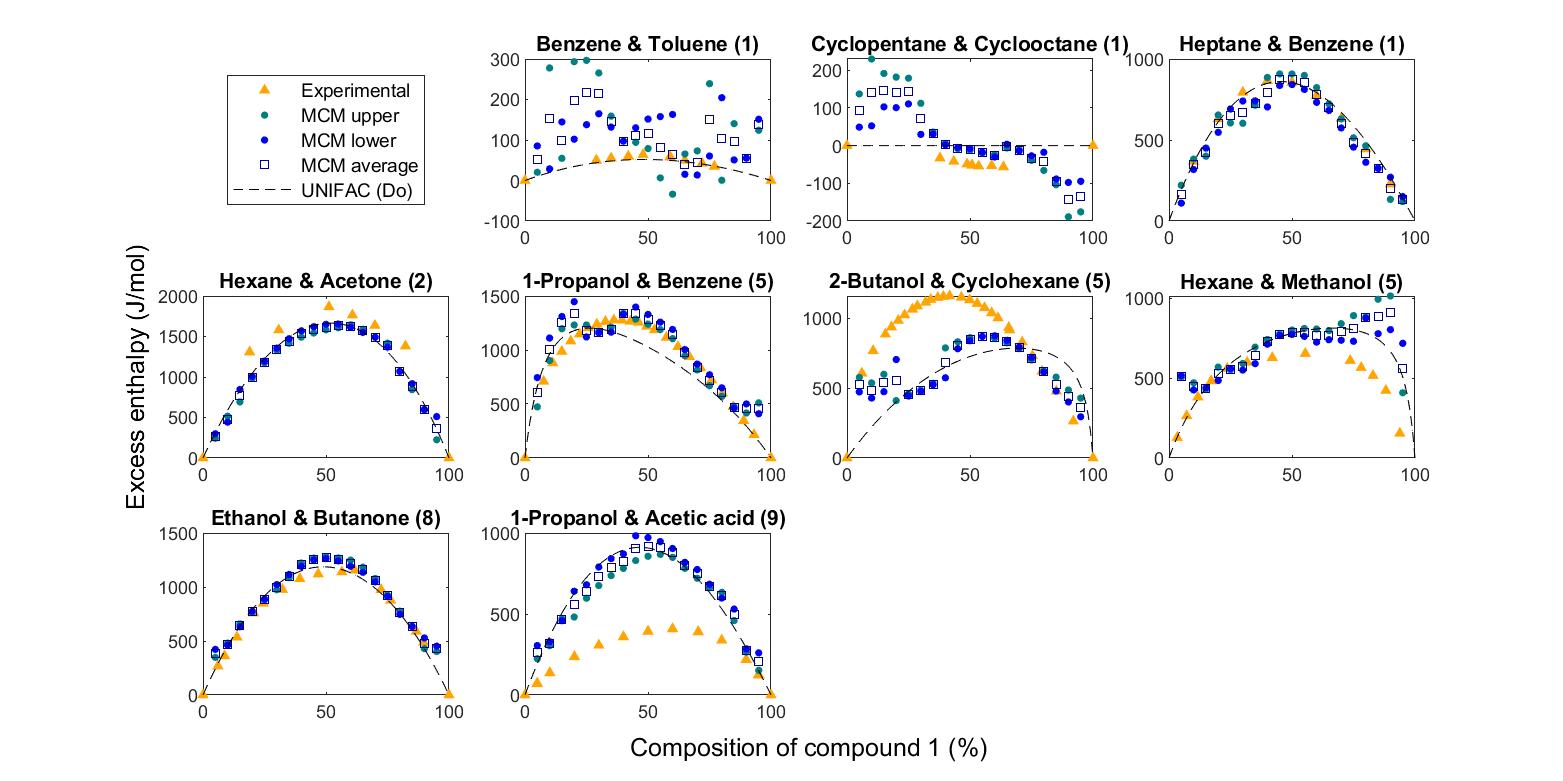 Experimental
MCM upper
MCM lower
MCM average
UNIFAC (Do)
Benzene & Toluene (1)
300
200
100
0
-100
0 50 100
Cyclopentane & Cyclooctane (1)
200
100
0
-100
-200
0 50 100
Heptane & Benzene (1)
1000
500
0
0 50 100
Excess enthalpy (J/mol)
Hexane & Acetone (2)
2000
1500
1000
500
0
0 50 100
1-Propanol & Benzene (5)
1500
1000
500
0
0 50 100
2-Butanol & Cyclohexane (5)
1000
500
0
0 50 100
Hexane & Methanol (5)
1000
500
0
0 50 100
Ethanol & Butanone (8)
1500
1000
500
0
0 50 100
1-Propanol & Acetic acid (9)
1000
500
0
0 50 100
Composition of compound 1 (%)